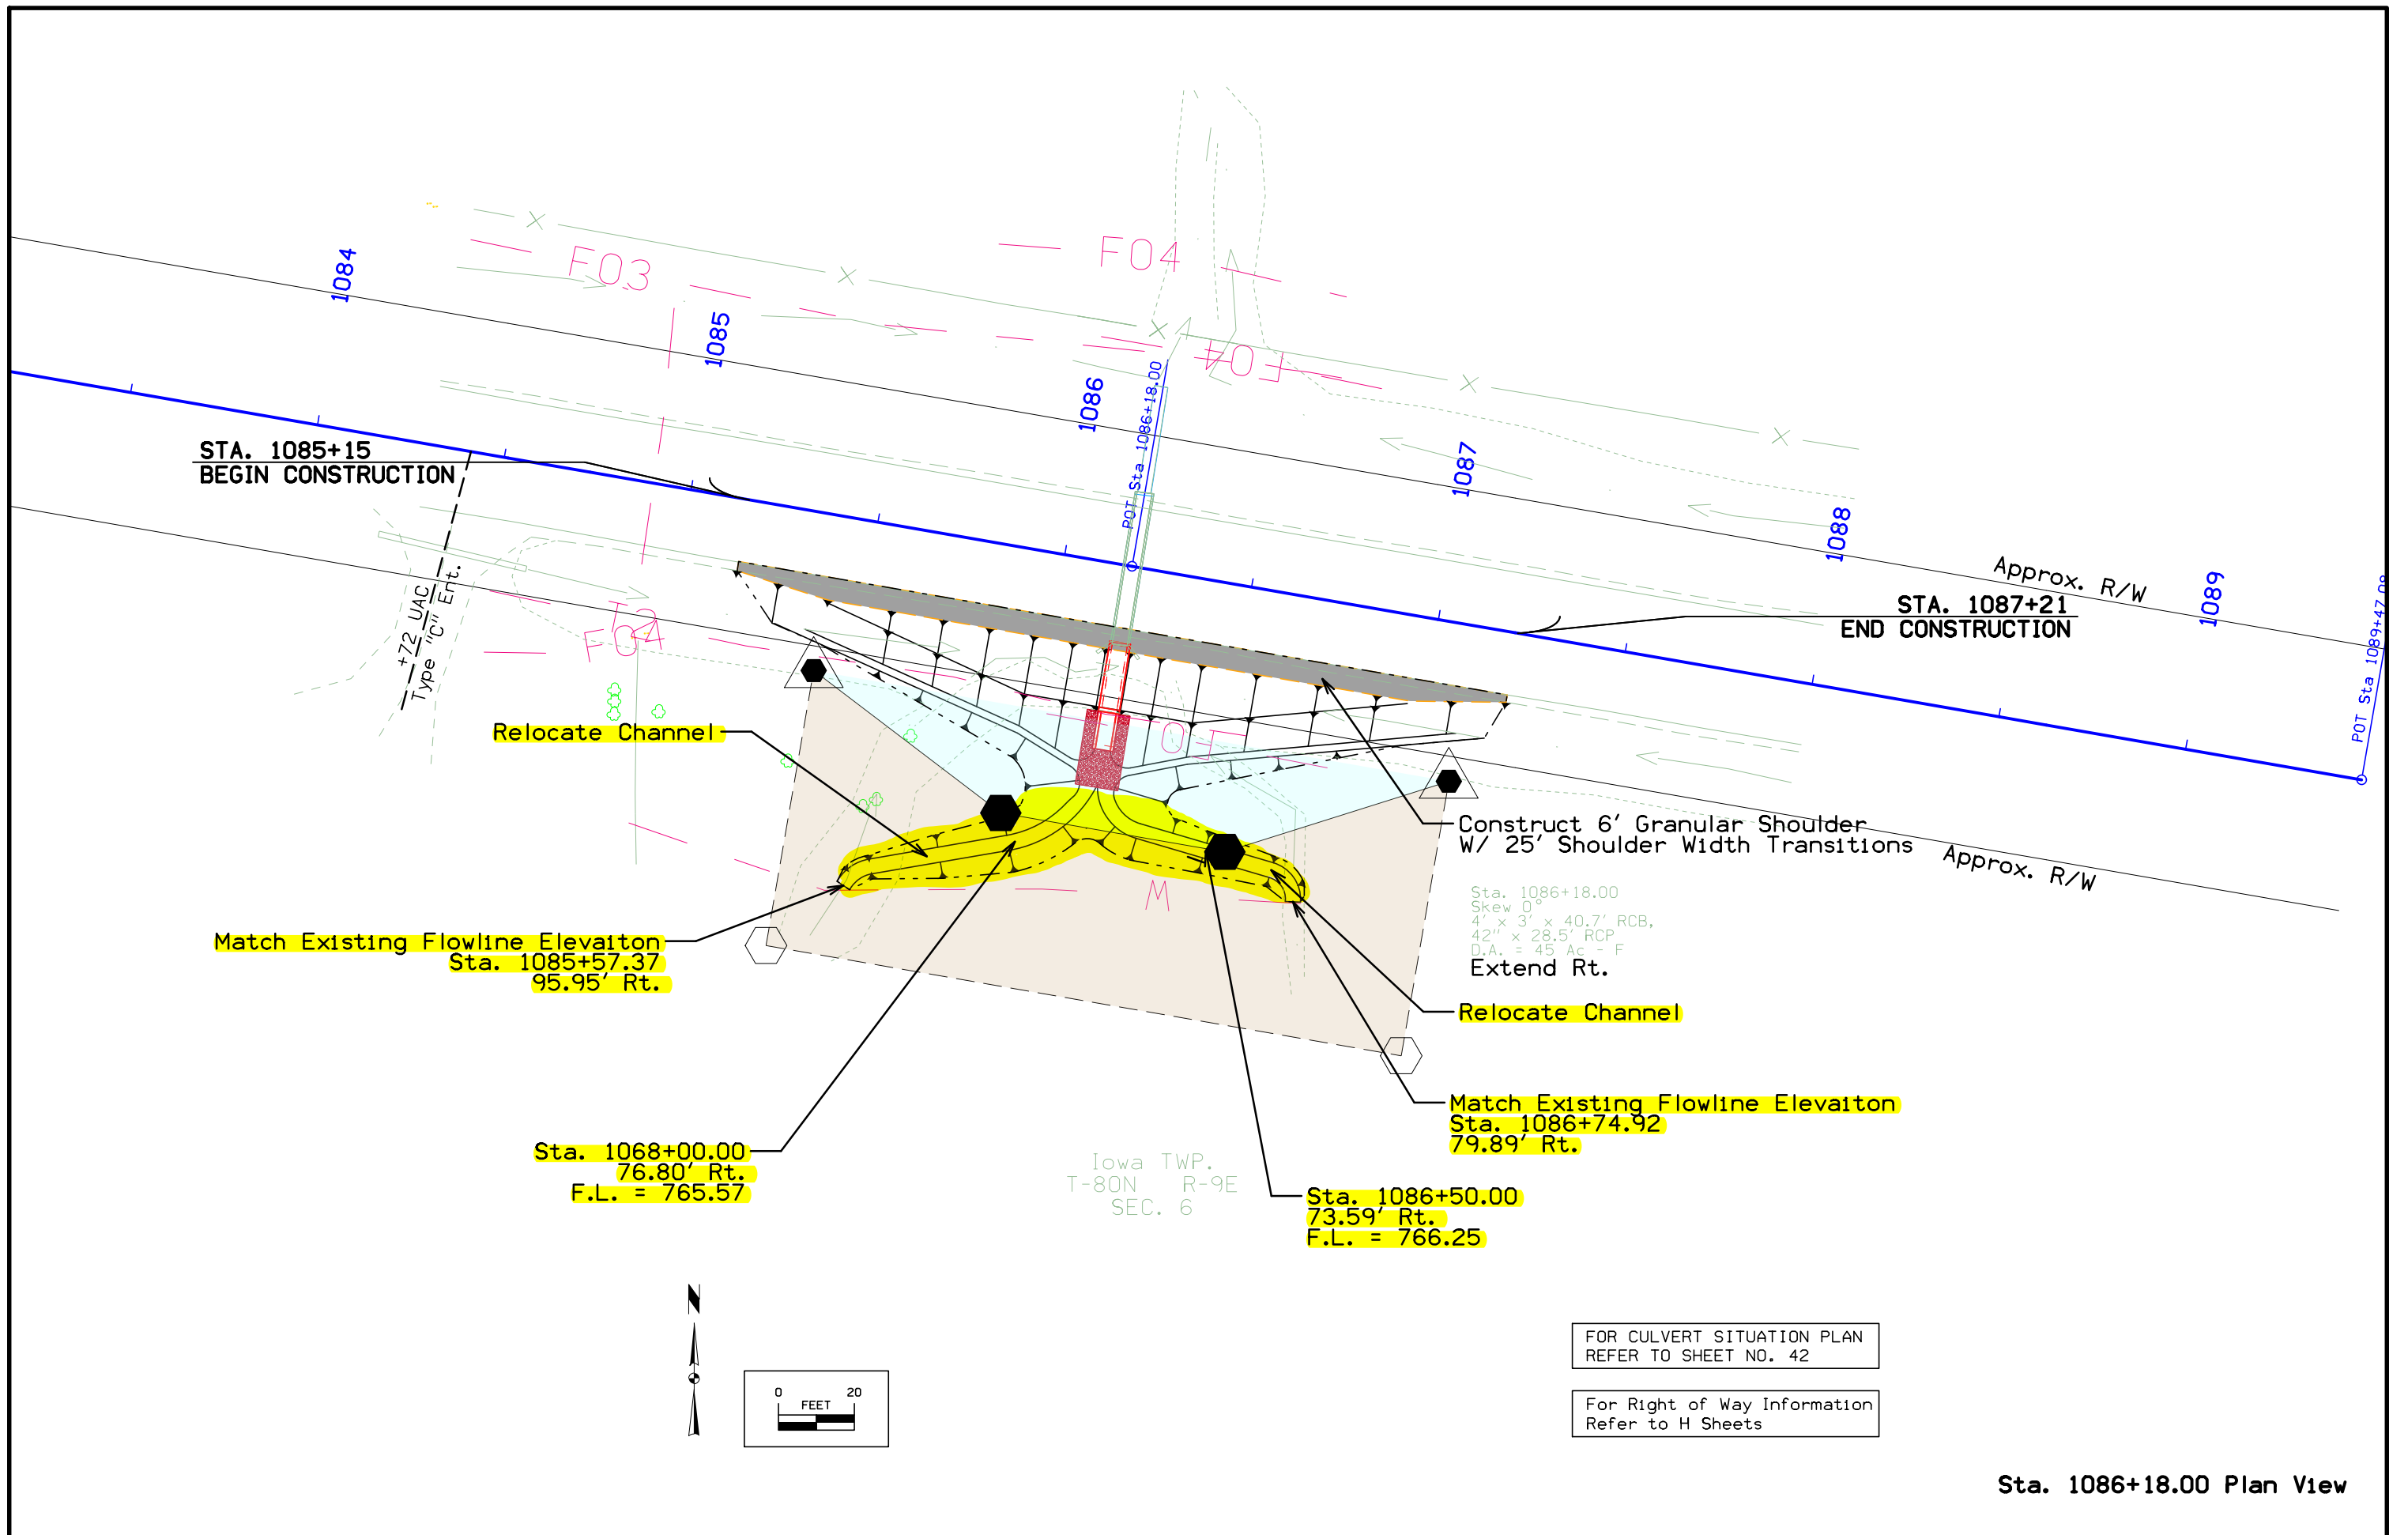 F03
F04
F04
1084
1085
1086
1087
1088
1089
POT Sta 1086+18.00
POT Sta 1089+47.08
STA. 1085+15
BEGIN CONSTRUCTION
+72 UAC
Type "C" Ent.
STA. 1087+21
END CONSTRUCTION
Approx. R/W
Approx. R/W
F04
Relocate Channel
Construct 6' Granular Shoulder
W/ 25' Shoulder Width Transitions
Sta. 1086+18.00
Skew 0°
4' x 3' x 40.7' RCB,
42" x 28.5' RCP
D.A. = 45 Ac - F
Extend Rt.
Match Existing Flowline Elevaiton
Sta. 1085+57.37
95.95' Rt.
W
Relocate Channel
Match Existing Flowline Elevaiton
Sta. 1086+74.92
79.89' Rt.
Sta. 1068+00.00
76.80' Rt.
F.L. = 765.57
Iowa TWP.
T-80N R-9E
SEC. 6
Sta. 1086+50.00
73.59' Rt.
F.L. = 766.25
N
0 20
FEET
FOR CULVERT SITUATION PLAN
REFER TO SHEET NO. 42
For Right of Way Information
Refer to H Sheets
Sta. 1086+18.00 Plan View